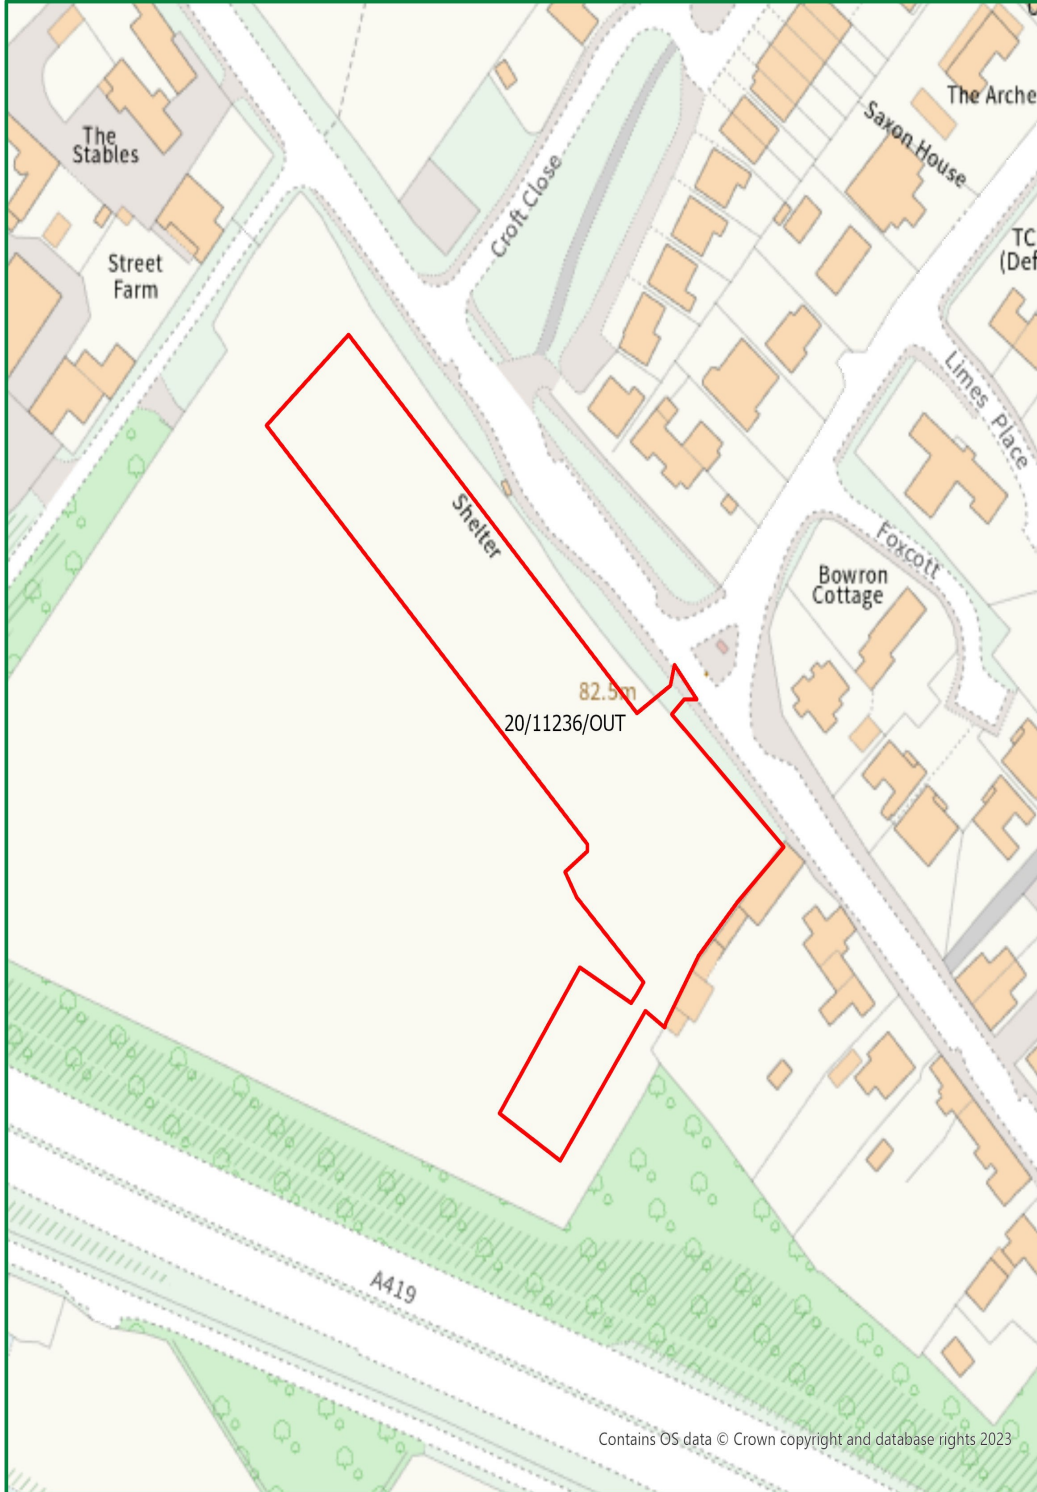 The Arche
Saxon House
The
Stables
Croft Close
TC
(Def
Street
Farm
Limes Place
Shelter
Foxcott
Bowron
Cottage
82.5m
20/11236/OUT
A419
Contains OS data © Crown copyright and database rights 2023